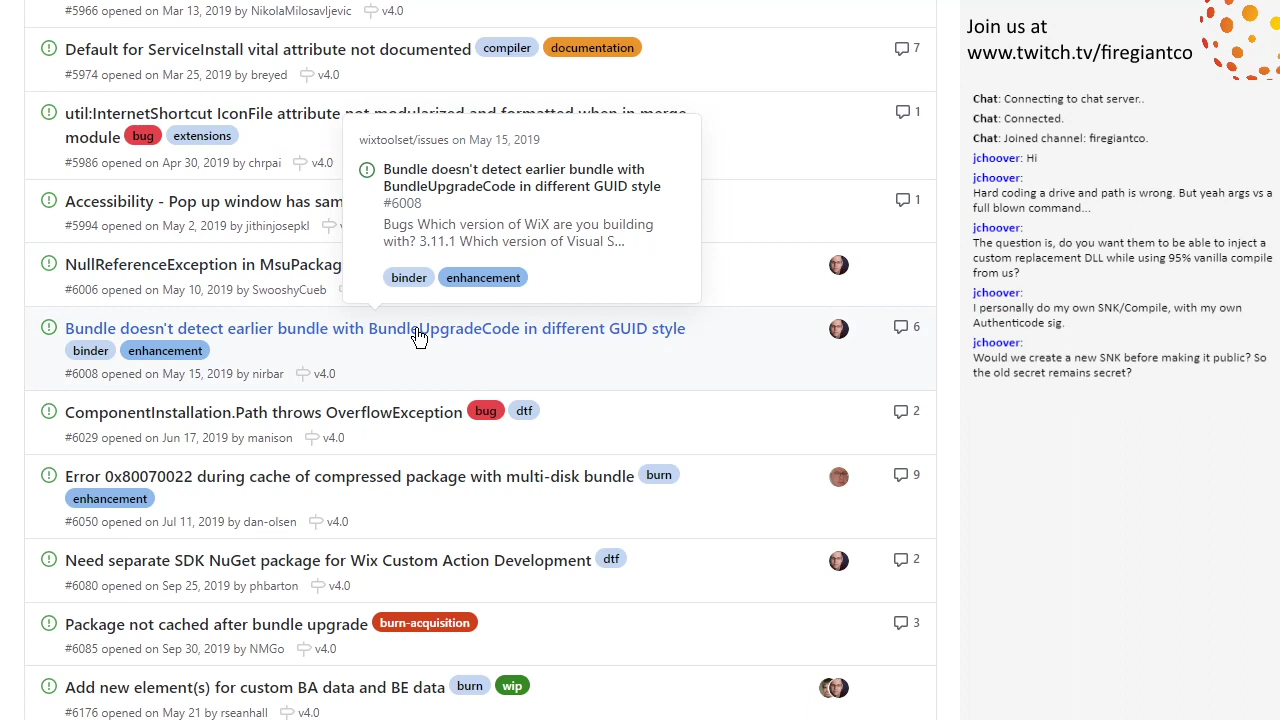 #5966 opened on Mar 13, 2019 by NikolaMilosavljevic v4.0
Default for ServiceInstall vital attribute not documented compiler documentation 7
#5974 opened on Mar 25, 2019 by breyed v4.0
util:InternetShortcut IconFile attribute not modularized and formatted when in merge
module bug extensions 1
#5986 opened on Apr 30, 2019 by chrpai v4.0
wixtoolset/issues on May 15, 2019
Bundle doesn't detect earlier bundle with
BundleUpgradeCode in different GUID style
#6008
Bugs Which version of WiX are you building
with? 3.11.1 Which version of Visual S...
binder enhancement
Accessibility - Pop up window has sam 1
#5994 opened on May 2, 2019 by jithinjosepkl
NullReferenceException in MsuPackag
#6006 opened on May 10, 2019 by SwooshyCueb
Bundle doesn't detect earlier bundle with BundleUpgradeCode in different GUID style 6
binder enhancement
#6008 opened on May 15, 2019 by nirbar v4.0
ComponentInstallation.Path throws OverflowException bug dtf 2
#6029 opened on Jun 17, 2019 by manison v4.0
Error 0x80070022 during cache of compressed package with multi-disk bundle burn 9
enhancement
#6050 opened on Jul 11, 2019 by dan-olsen v4.0
Need separate SDK NuGet package for Wix Custom Action Development dtf 2
#6080 opened on Sep 25, 2019 by phbarton v4.0
Package not cached after bundle upgrade burn-acquisition 3
#6085 opened on Sep 30, 2019 by NMGo v4.0
Add new element(s) for custom BA data and BE data burn wip
#6176 opened on May 21 by rseanhall v4.0
Join us at
www.twitch.tv/firegiantco
Chat: Connecting to chat server..
Chat: Connected.
Chat: Joined channel: firegiantco.
jchoover: Hi
jchoover:
Hard coding a drive and path is wrong. But yeah args vs a
full blown command...
jchoover:
The question is, do you want them to be able to inject a
custom replacement DLL while using 95% vanilla compile
from us?
jchoover:
I personally do my own SNK/Compile, with my own
Authenticode sig.
jchoover:
Would we create a new SNK before making it public? So
the old secret remains secret?